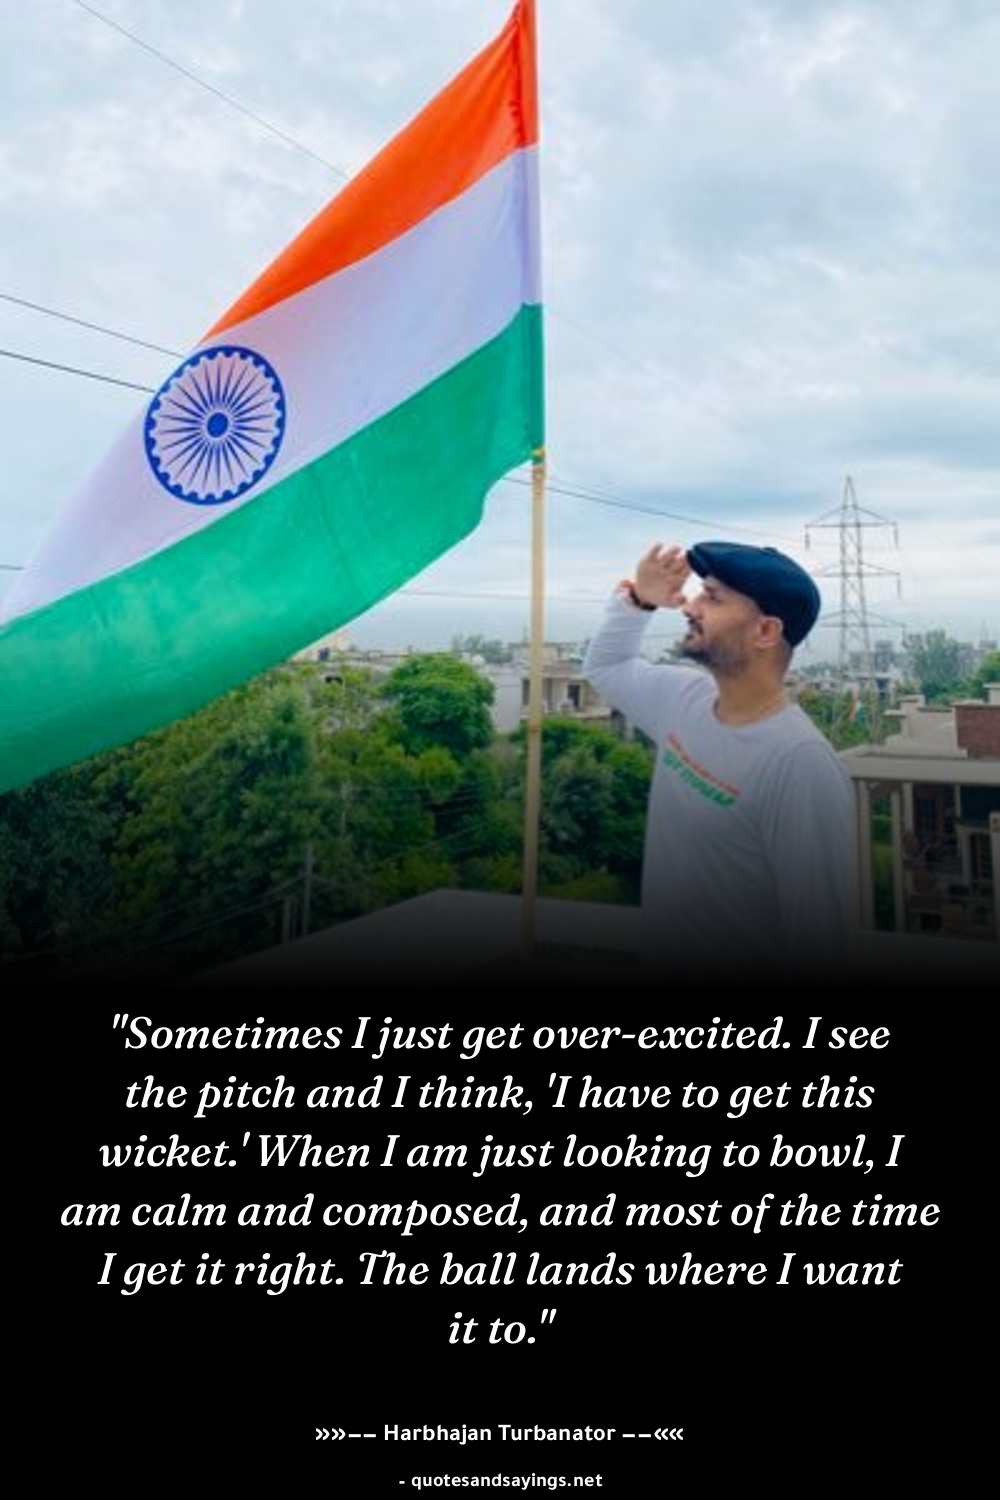 "Sometimes I just get over-excited. I see
the pitch and I think, 'I have to get this
wicket.' When I am just looking to bowl, I
am calm and composed, and most of the time
I get it right. The ball lands where I want
it to."
»»−− Harbhajan Turbanator −−««
- quotesandsayings.net